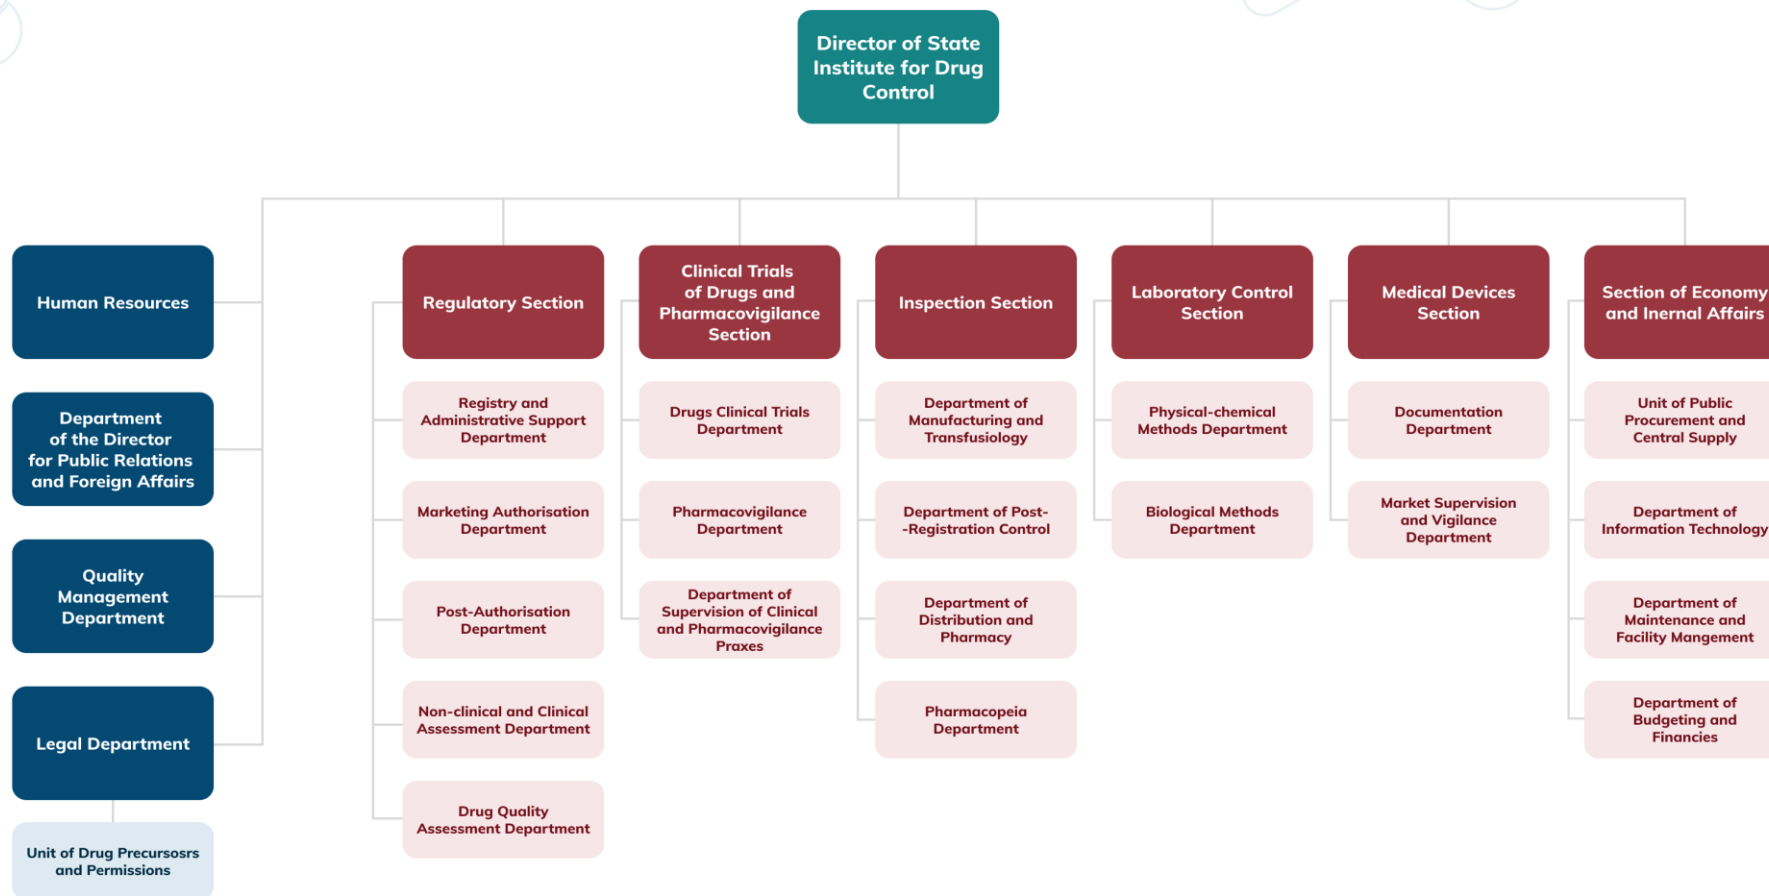 Director of State
Institute for Drug
Control
Human Resources
Department
of the Director
for Public Relations
and Foreign Affairs
Quality
Management
Department
Legal Department
Unit of Drug Precursosrs
and Permissions
Regulatory Section
Registry and
Administrative Support
Department
Marketing Authorisation
Department
Post-Authorisation
Department
Non-clinical and Clinical
Assessment Department
Drug Quality
Assessment Department
Clinical Trials
of Drugs and
Pharmacovigilance
Section
Drugs Clinical Trials
Department
Pharmacovigilance
Department
Department of
Supervision of Clinical
and Pharmacovigilance
Praxes
Inspection Section
Department of
Manufacturing and
Transfusiology
Department of Post-
-Registration Control
Department of
Distribution and
Pharmacy
Pharmacopeia
Department
Laboratory Control
Section
Physical-chemical
Methods Department
Biological Methods
Department
Medical Devices
Section
Documentation
Department
Market Supervision
and Vigilance
Department
Section of Economy
and Inernal Affairs
Unit of Public
Procurement and
Central Supply
Department of
Information Technology
Department of
Maintenance and
Facility Mangement
Department of
Budgeting and
Financies